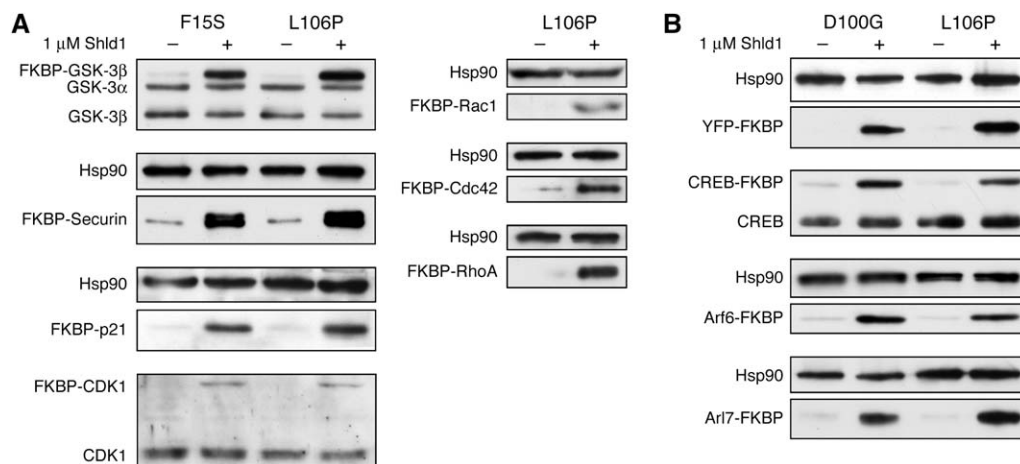 A
F15S L106P
1 μM Shld1 – + – +
FKBP-GSK-3β
GSK-3α
GSK-3β
Hsp90
FKBP-Securin
Hsp90
FKBP-p21
FKBP-CDK1
CDK1
L106P
– +
Hsp90
FKBP-Rac1
Hsp90
FKBP-Cdc42
Hsp90
FKBP-RhoA
B
D100G L106P
1 μM Shld1 – + – +
Hsp90
YFP-FKBP
CREB-FKBP
CREB
Hsp90
Arf6-FKBP
Hsp90
Arl7-FKBP